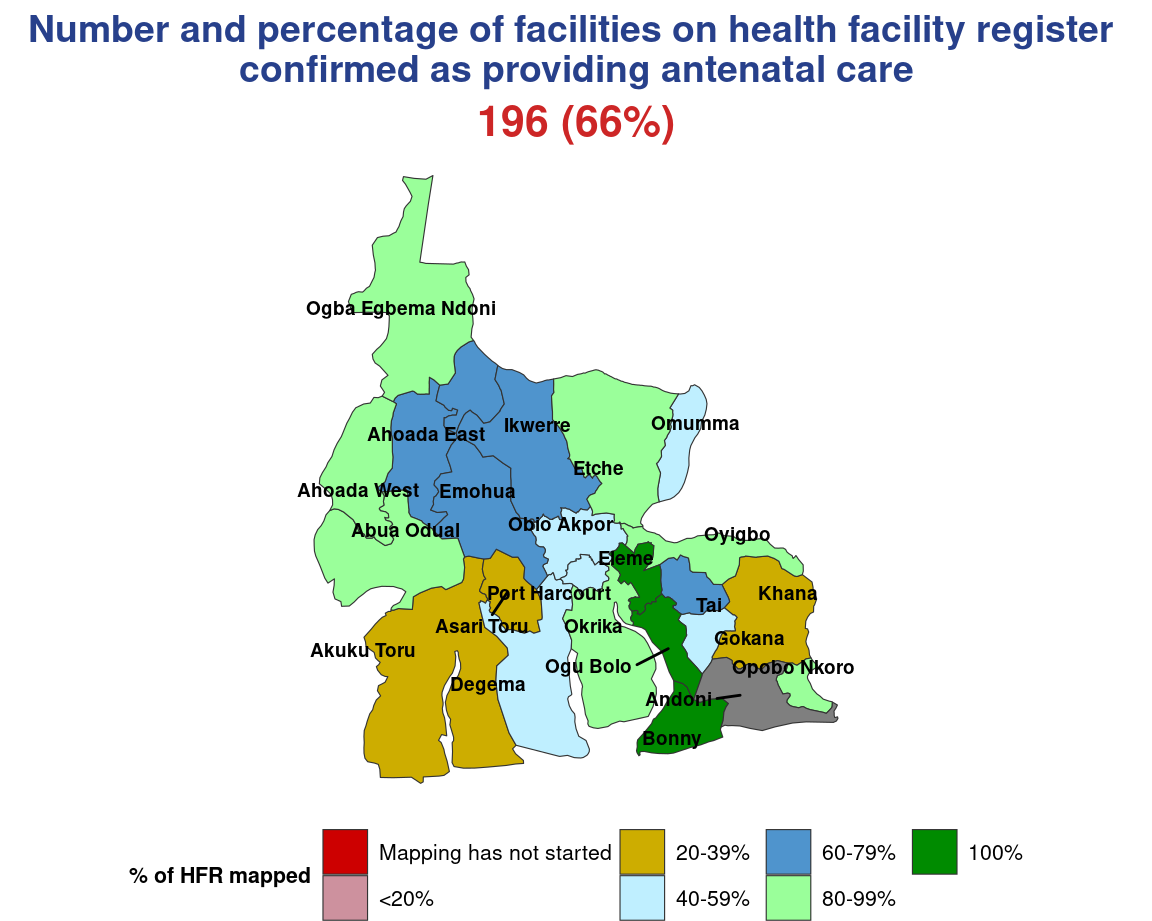 Number and percentage of facilities on health facility register
confirmed as providing antenatal care
196 (66%)
Ogba Egbema Ndoni
Omumma
Ikwerre
Ahoada East
Etche
Ahoada West
Emohua
Obio Akpor
Abua Odual
Oyigbo
Eleme
Port Harcourt
Khana
Tai
Asari Toru
Okrika
Gokana
Akuku Toru
Ogu Bolo
Opobo Nkoro
Degema
Andoni
Bonny
% of HFR mapped
Mapping has not started
<20%
20-39%
40-59%
60-79%
80-99%
100%